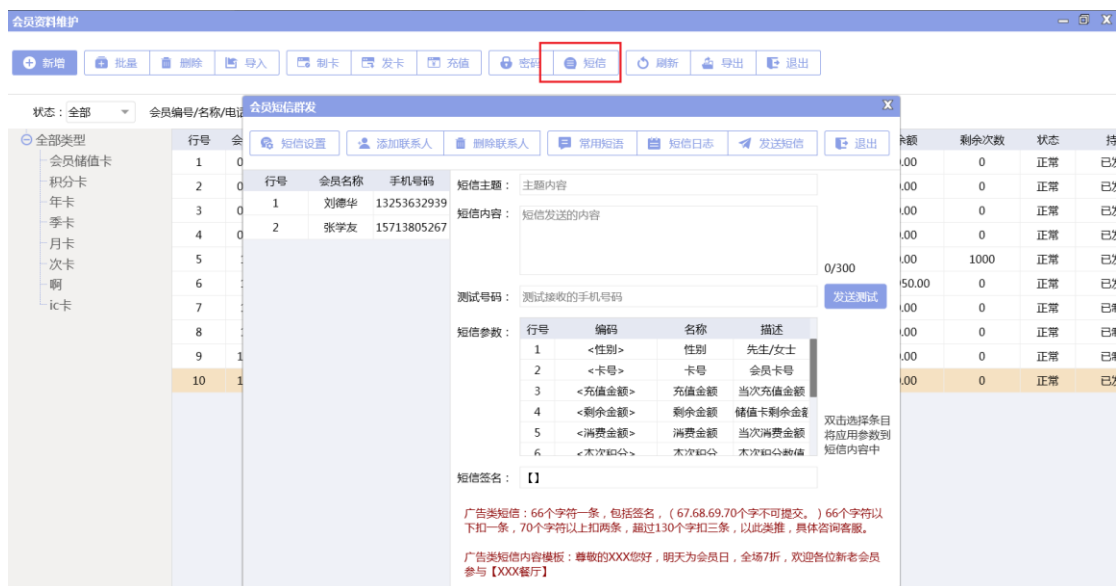 会员资料维护
新增 批量 删除 导入 制卡 发卡 充值 密码 短信 刷新 导出 退出
状态：全部 会员编号/名称/电话
会员短信群发
短信设置 添加联系人 删除联系人 常用短语 短信日志 发送短信 退出
全部类型
会员储值卡
积分卡
年卡
季卡
月卡
次卡
啊
ic卡
行号
1
2
3
4
5
6
7
8
9
10
行号 会员名称 手机号码
1 刘德华 13253632939
2 张学友 15713805267
短信主题： 主题内容
短信内容： 短信发送的内容
0/300
测试号码： 测试接收的手机号码 发送测试
短信参数： 行号 编码 名称 描述
1 <性别> 性别 先生/女士
2 <卡号> 卡号 会员卡号
3 <充值金额> 充值金额 当次充值金额
4 <剩余金额> 剩余金额 储值卡剩余金额
5 <消费金额> 消费金额 当次消费金额
6 <本次积分> 本次积分 本次积分数值
双击选择条目
将应用参数到
短信内容中
短信签名： 【】
广告类短信：66个字符一条，包括签名，（67.68.69.70个字不可提交。）66个字符以
下扣一条，70个字符以上扣两条，超过130个字扣三条，以此类推，具体咨询客服。
广告类短信内容模板：尊敬的XXX您好，明天为会员日，全场7折，欢迎各位新老会员
参与【XXX餐厅】
剩余次数 状态
0 正常
0 正常
0 正常
0 正常
1000 正常
0 正常
0 正常
0 正常
0 正常
0 正常